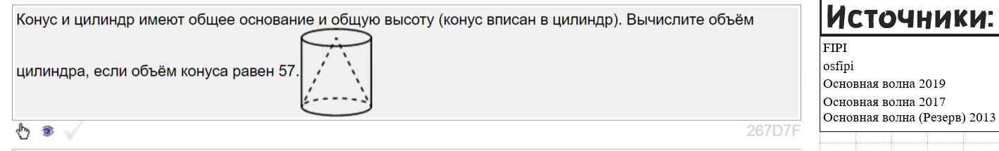 Конус и цилиндр имеют общее основание и общую высоту (конус вписан в цилиндр). Вычислите объём
цилиндра, если объём конуса равен 57.
267D7F
Источники:
FIPI
osfipi
Основная волна 2019
Основная волна 2017
Основная волна (Резерв) 2013